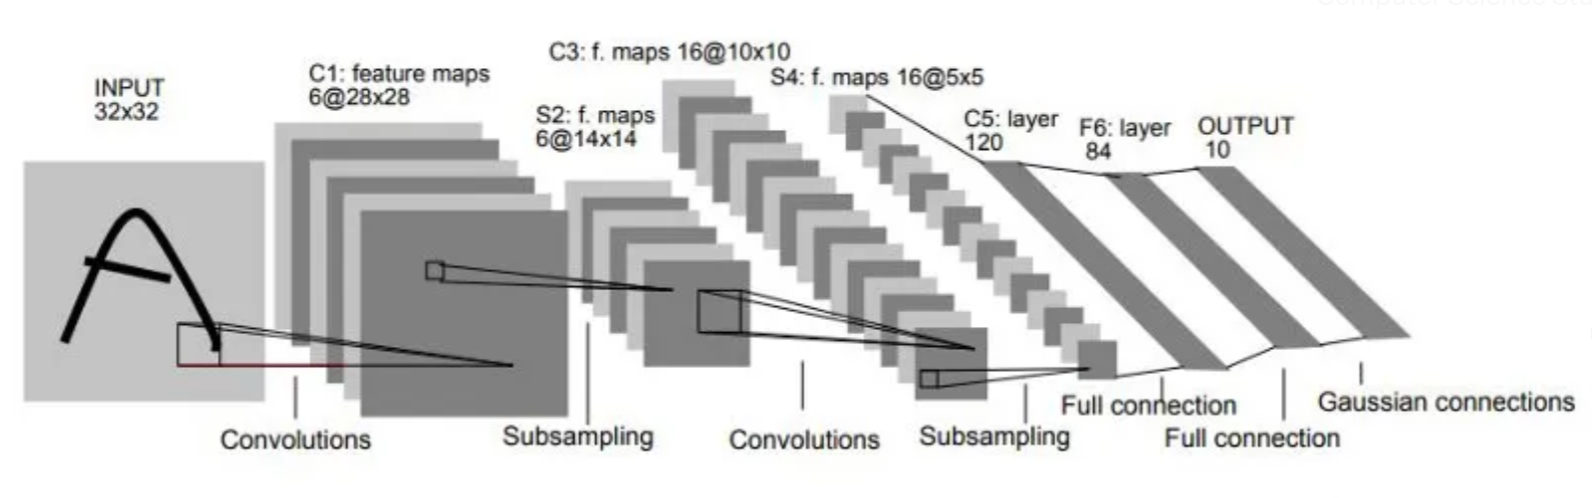 INPUT
32x32
C1: feature maps
6@28x28
S2: f. maps
6@14x14
C3: f. maps 16@10x10
S4: f. maps 16@5x5
C5: layer
120
F6: layer
84
OUTPUT
10
Convolutions
Subsampling
Convolutions
Subsampling
Full connection
Full connection
Gaussian connections